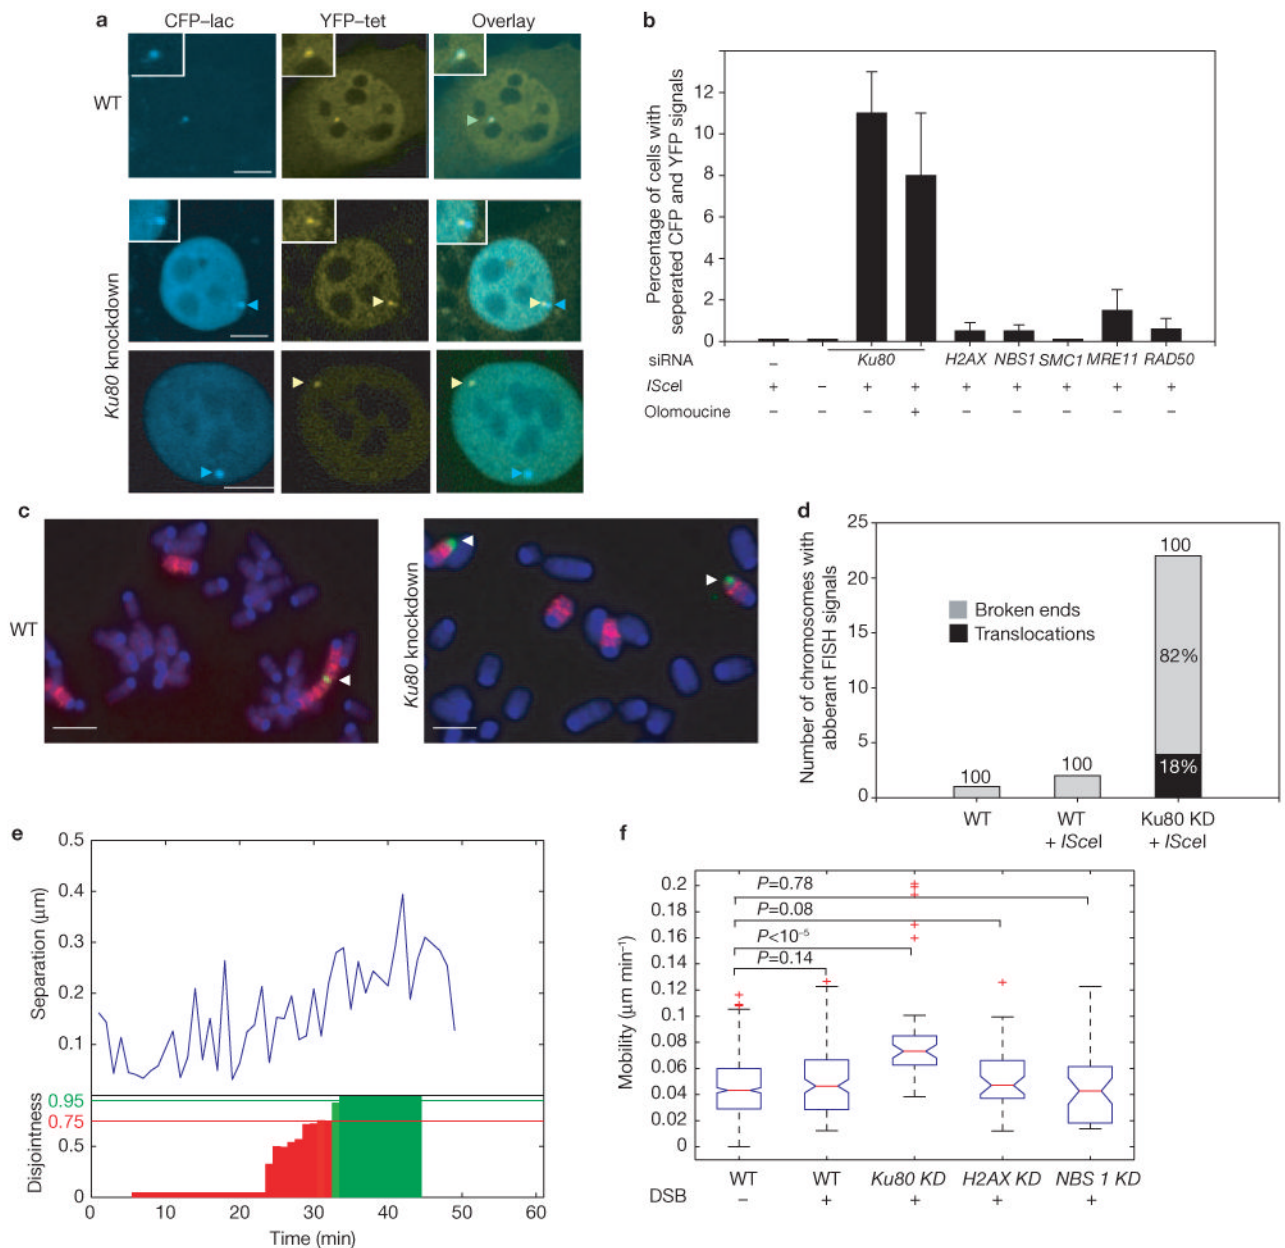 a
CFP–lac YFP–tet Overlay
WT
Ku80 knockdown
b
Percentage of cells with
seperated CFP and YFP signals
12
10
8
6
4
2
0
siRNA – Ku80 H2AX NBS1 SMC1 MRE11 RAD50
IScel + – + + + + + + +
Olomoucine – – – + – – – – –
c
WT
Ku80 knockdown
d
Number of chromosomes with
abberant FISH signals
25
20
15
10
5
0
Broken ends
Translocations
100
100
100
82%
18%
WT WT Ku80 KD
+ IScel + IScel
e
Separation (μm)
0.5
0.4
0.3
0.2
0.1
Disjointness
0.95
0.75
0.5
0
0 10 20 30 40 50 60
Time (min)
f
Mobility (μm min⁻¹)
0.2
0.18
0.16
0.14
0.12
0.1
0.08
0.06
0.04
0.02
0
P=0.78
P=0.08
P<10⁻⁵
P=0.14
WT WT Ku80 KD H2AX KD NBS 1 KD
DSB – + + + +